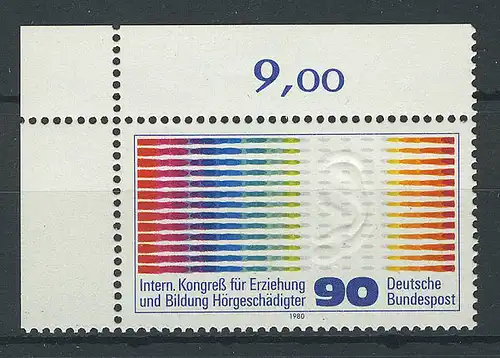 9,00
Intern. Kongreß für Erziehung
und Bildung Hörgeschädigter
90
Deutsche
Bundespost
1980